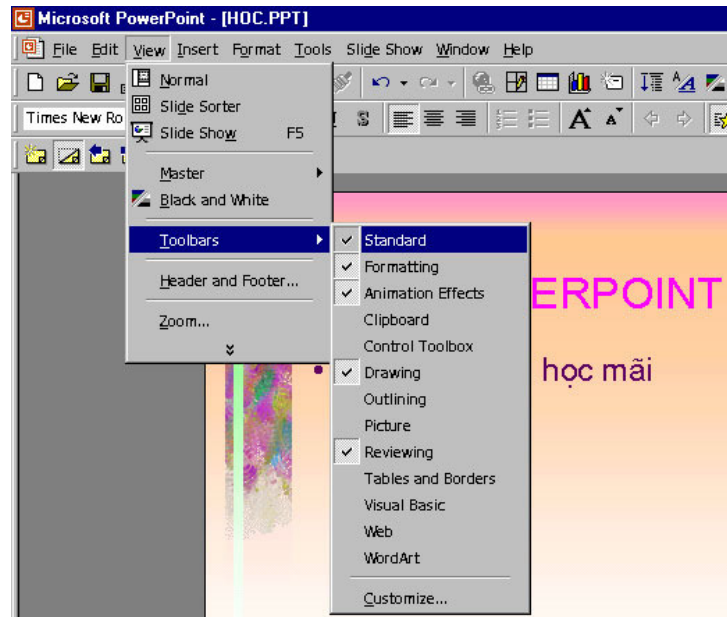 Microsoft PowerPoint - [HOC.PPT]
File Edit View Insert Format Tools Slide Show Window Help
Times New Ro
Normal
Slide Sorter
Slide Show F5
Master
Black and White
Toolbars
Header and Footer...
Zoom...
Standard
Formatting
Animation Effects
Clipboard
Control Toolbox
Drawing
Outlining
Picture
Reviewing
Tables and Borders
Visual Basic
Web
WordArt
Customize...
ERPOINT
học mãi